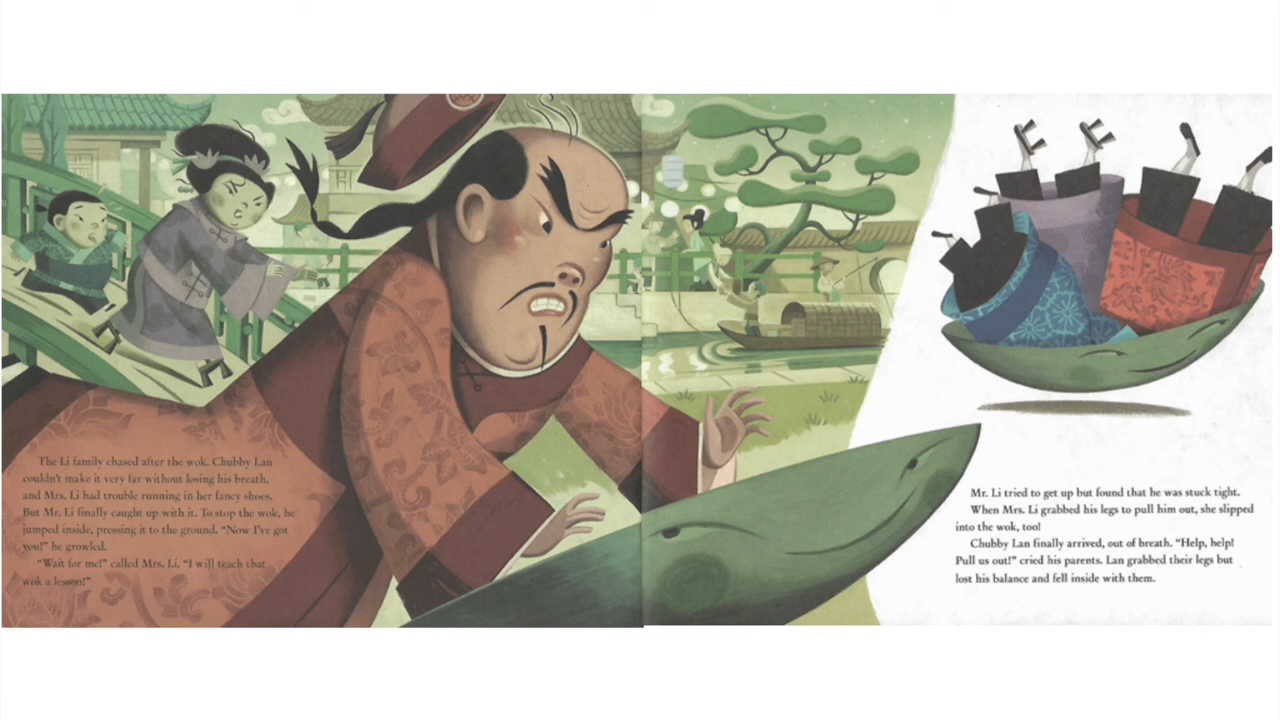 The Li family chased after the wok. Chubby Lan
couldn't make it very far without losing his breath,
and Mrs. Li had trouble running in her fancy shoes.
But Mr. Li finally caught up with it. To stop the wok, he
jumped inside, pressing it to the ground. “Now I've got
you!” he growled.
“Wait for me!” called Mrs. Li. “I will teach that
wok a lesson!”
Mr. Li tried to get up but found that he was stuck tight.
When Mrs. Li grabbed his legs to pull him out, she slipped
into the wok, too!
Chubby Lan finally arrived, out of breath. “Help, help!
Pull us out!” cried his parents. Lan grabbed their legs but
lost his balance and fell inside with them.